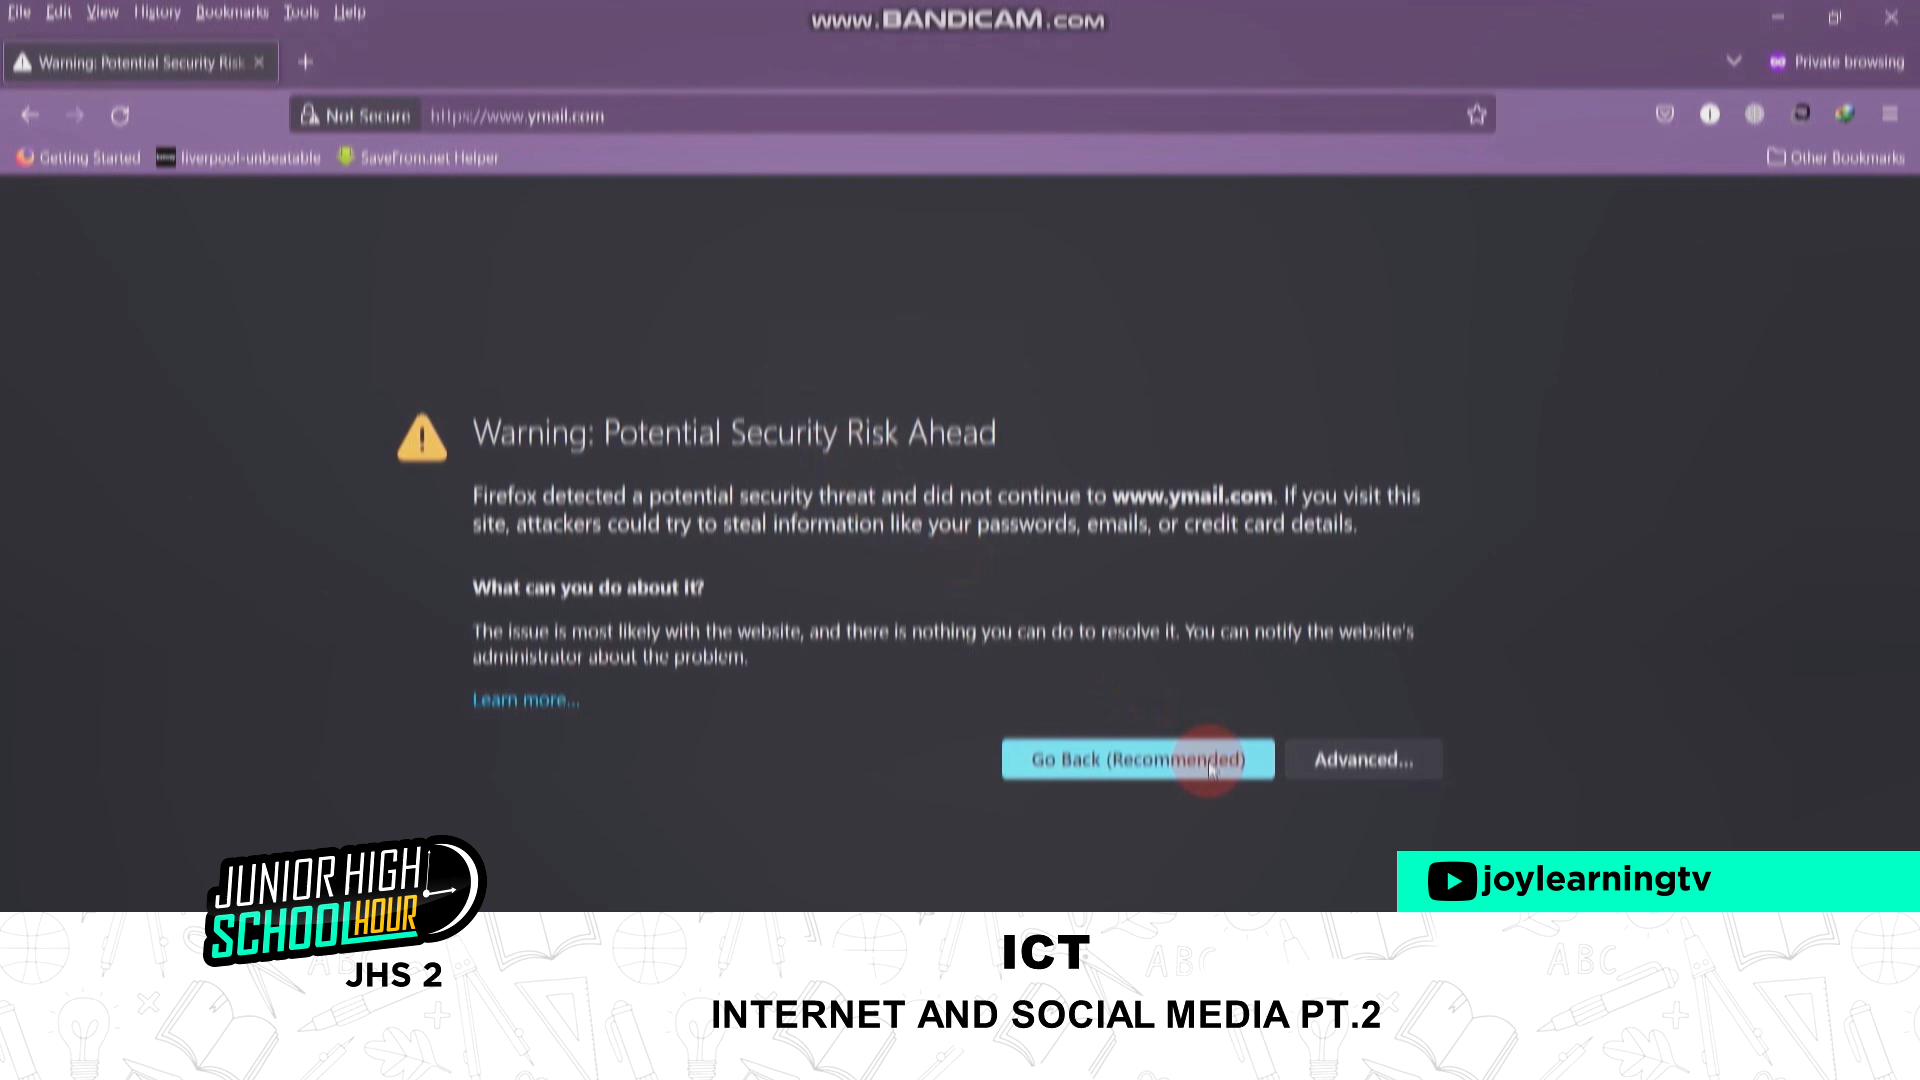 File Edit View History Bookmarks Tools Help
www.BANDICAM.com
Warning: Potential Security Risk
Private browsing
Not Secure https://www.ymail.com
Getting Started liverpool-unbeatable SaveFrom.net Helper
Other Bookmarks
Warning: Potential Security Risk Ahead
Firefox detected a potential security threat and did not continue to www.ymail.com. If you visit this
site, attackers could try to steal information like your passwords, emails, or credit card details.
What can you do about it?
The issue is most likely with the website, and there is nothing you can do to resolve it. You can notify the website's
administrator about the problem.
Learn more...
Go Back (Recommended) Advanced...
JUNIOR HIGH
SCHOOL HOUR
JHS 2
joylearningtv
ICT
INTERNET AND SOCIAL MEDIA PT.2
ABC
ABC
ABC